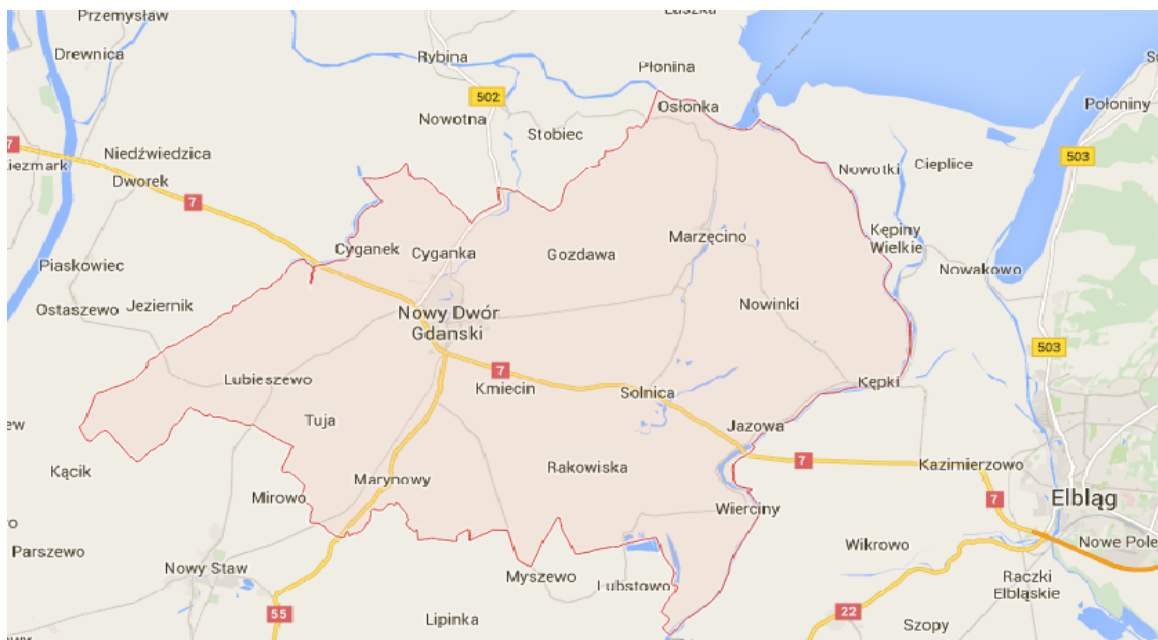 Przemysław
Laszka
Drewnica
Rybina
Płonina
502
Osłonka
Połoniny
Nowotna
Stobiec
7
Niedźwiedzica
503
Cieplice
Nowotki
Dworek
7
Kępiny
Wielkie
Marzęcino
Cyganek
Cyganka
Gozdawa
Piaskowiec
Nowakowo
Ostaszewo
Jeziernik
Nowinki
Nowy Dwór
Gdański
503
7
Lubieszewo
Kmiecin
Solnica
Kępki
Tuja
Jazowa
7
Kazimierzowo
Kącik
Rakowiska
Marynowy
Mirowo
7
Elbląg
Wierciny
Parszewo
Wikrowo
Nowe Pole
Nowy Staw
Myszewo
Lubstowo
Raczki
Elbląskie
55
22
Lipinka
Szopy